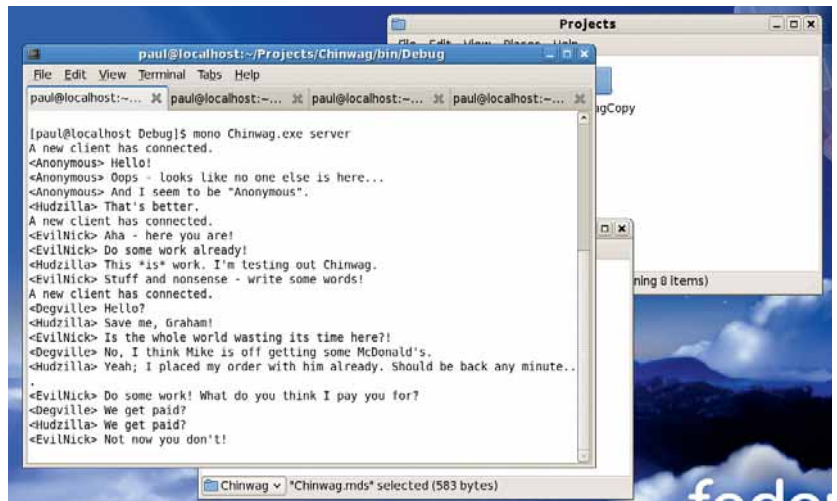 Projects
paul@localhost:~/Projects/Chinwag/bin/Debug
File Edit View Places Help
File Edit View Terminal Tabs Help
paul@localhost:~... paul@localhost:~... paul@localhost:~... paul@localhost:~...
agCopy
[paul@localhost Debug]$ mono Chinwag.exe server
A new client has connected.
<Anonymous> Hello!
<Anonymous> Oops - looks like no one else is here...
<Anonymous> And I seem to be "Anonymous".
<Hudzilla> That's better.
A new client has connected.
<EvilNick> Aha - here you are!
<EvilNick> Do some work already!
<Hudzilla> This *is* work. I'm testing out Chinwag.
<EvilNick> Stuff and nonsense - write some words!
A new client has connected.
<Degville> Hello?
<Hudzilla> Save me, Graham!
<EvilNick> Is the whole world wasting its time here?!
<Degville> No, I think Mike is off getting some McDonald's.
<Hudzilla> Yeah; I placed my order with him already. Should be back any minute..
.
<EvilNick> Do some work! What do you think I pay you for?
<Degville> We get paid?
<Hudzilla> We get paid?
<EvilNick> Not now you don't!
ning 8 items)
Chinwag "Chinwag.mds" selected (583 bytes)
fedo